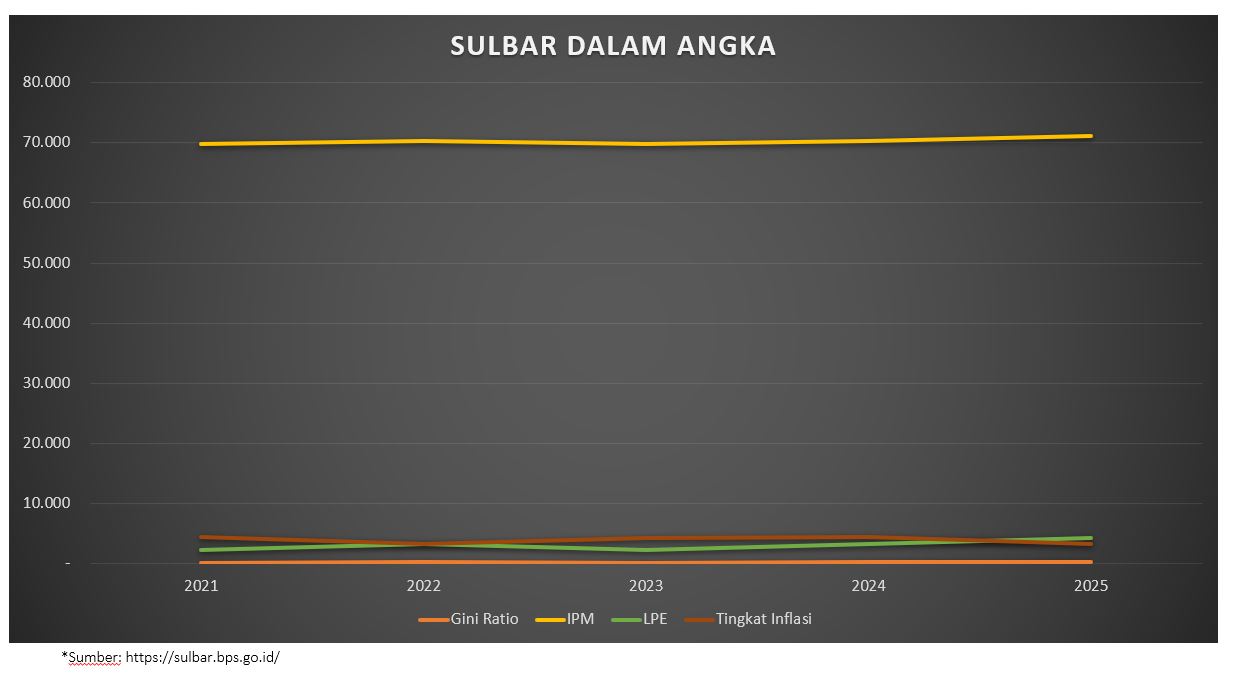 SULBAR DALAM ANGKA
80.000
70.000
60.000
50.000
40.000
30.000
20.000
10.000
-
2021 2022 2023 2024 2025
Gini Ratio IPM LPE Tingkat Inflasi
*Sumber: https://sulbar.bps.go.id/